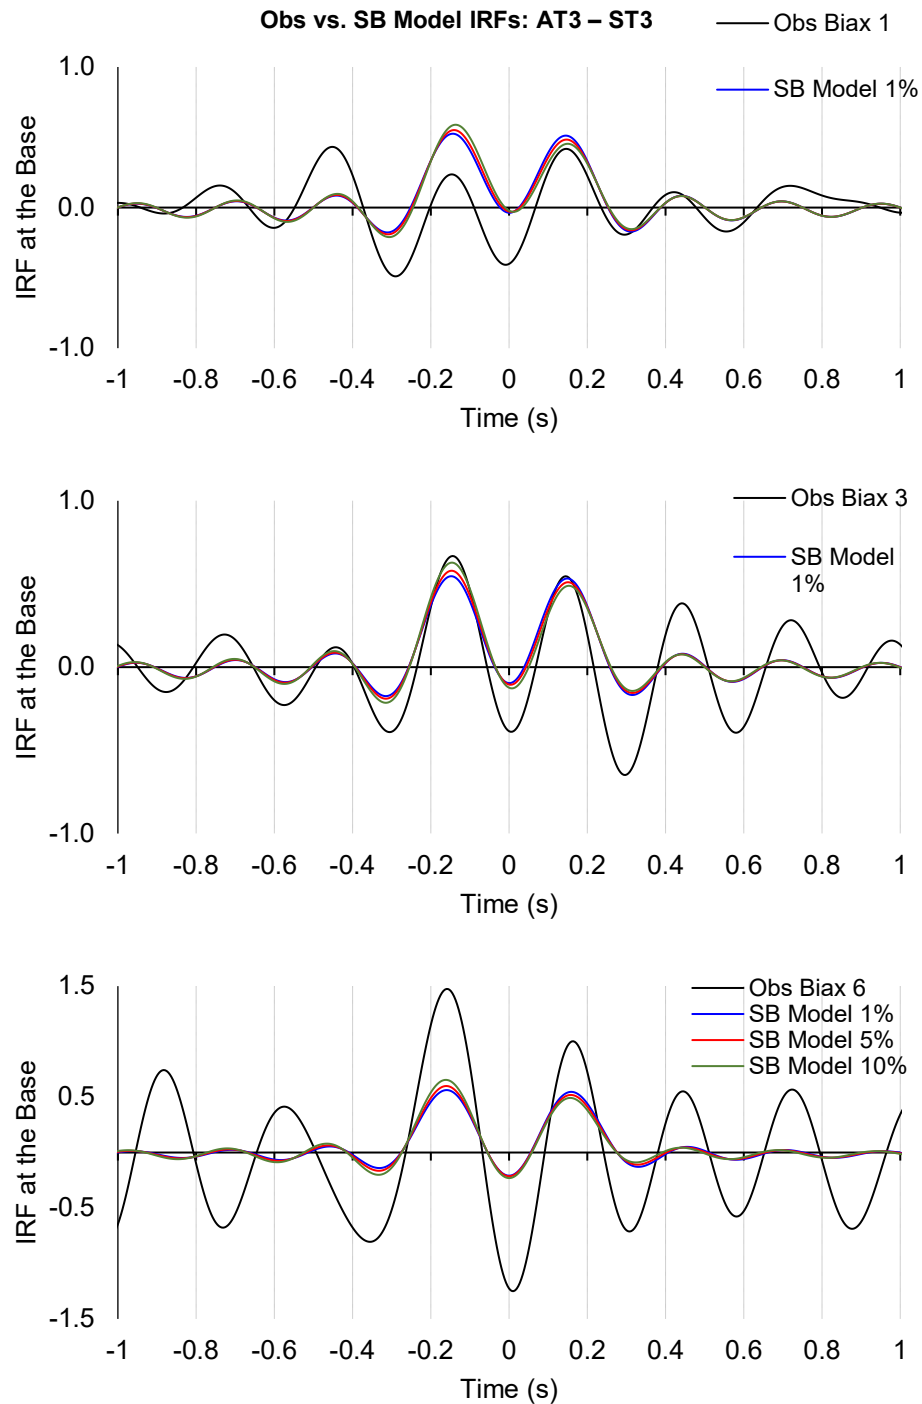 Obs vs. SB Model IRFs: AT3 – ST3
Obs Biax 1
SB Model 1%
IRF at the Base
1.0
0.0
-1.0
-1 -0.8 -0.6 -0.4 -0.2 0 0.2 0.4 0.6 0.8 1
Time (s)
Obs Biax 3
SB Model
1%
IRF at the Base
1.0
0.0
-1.0
-1 -0.8 -0.6 -0.4 -0.2 0 0.2 0.4 0.6 0.8 1
Time (s)
Obs Biax 6
SB Model 1%
SB Model 5%
SB Model 10%
IRF at the Base
1.5
0.5
-0.5
-1.5
-1 -0.8 -0.6 -0.4 -0.2 0 0.2 0.4 0.6 0.8 1
Time (s)